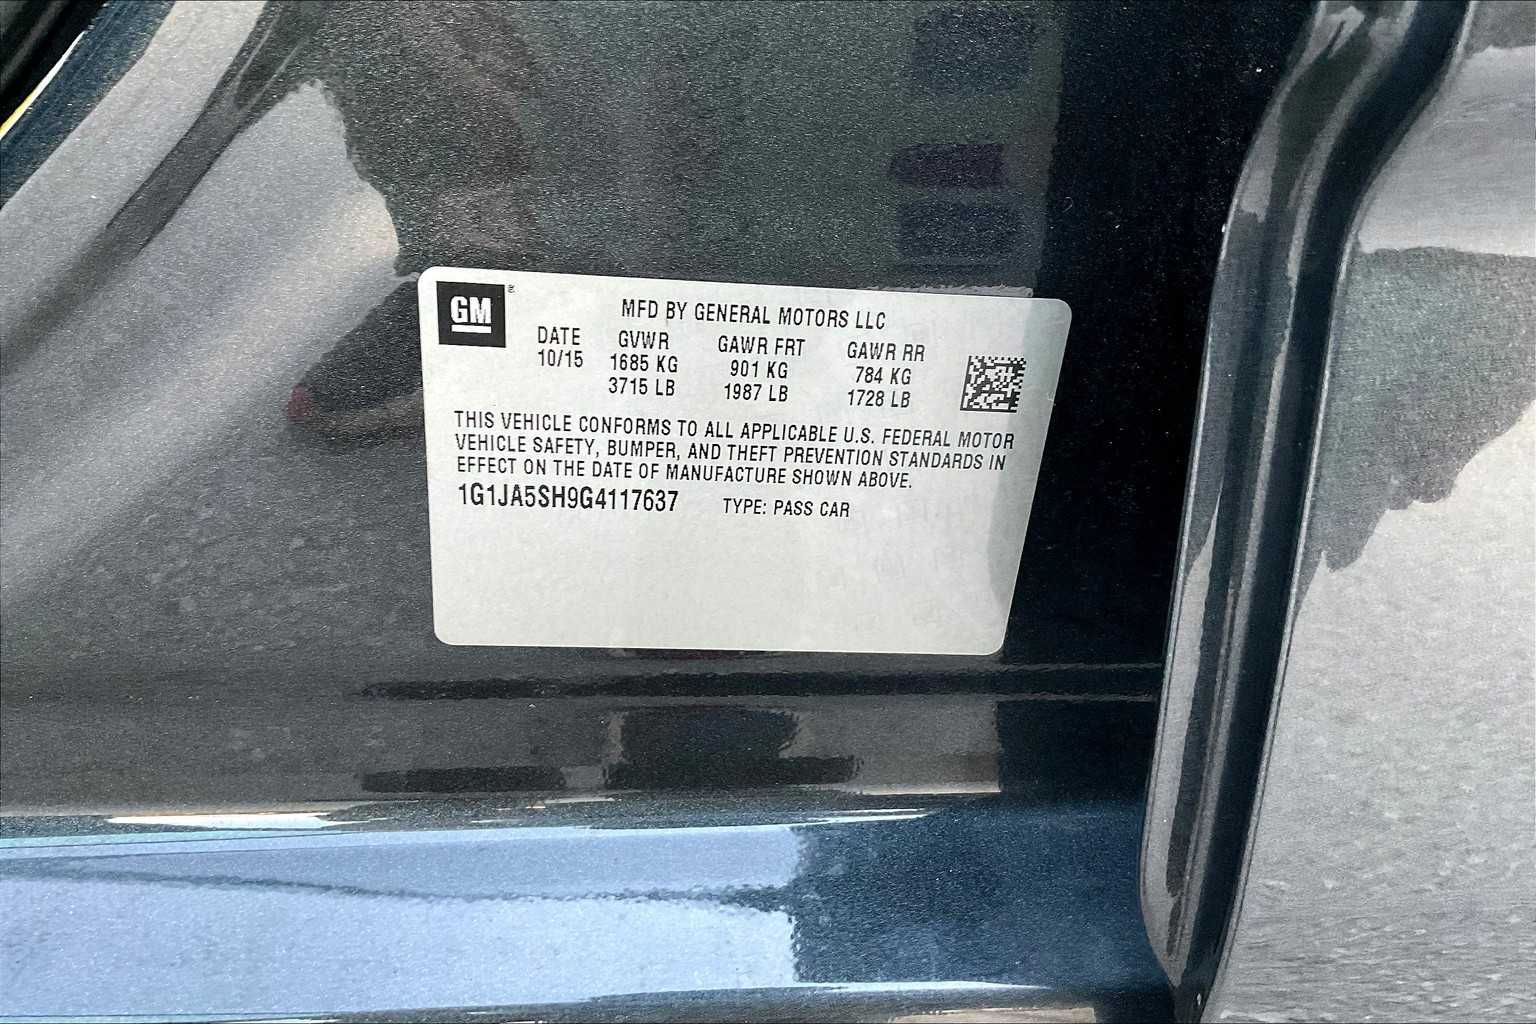 GM ®
MFD BY GENERAL MOTORS LLC
DATE GVWR GAWR FRT GAWR RR
10/15 1685 KG 901 KG 784 KG
3715 LB 1987 LB 1728 LB
THIS VEHICLE CONFORMS TO ALL APPLICABLE U.S. FEDERAL MOTOR
VEHICLE SAFETY, BUMPER, AND THEFT PREVENTION STANDARDS IN
EFFECT ON THE DATE OF MANUFACTURE SHOWN ABOVE.
1G1JA5SH9G4117637 TYPE: PASS CAR